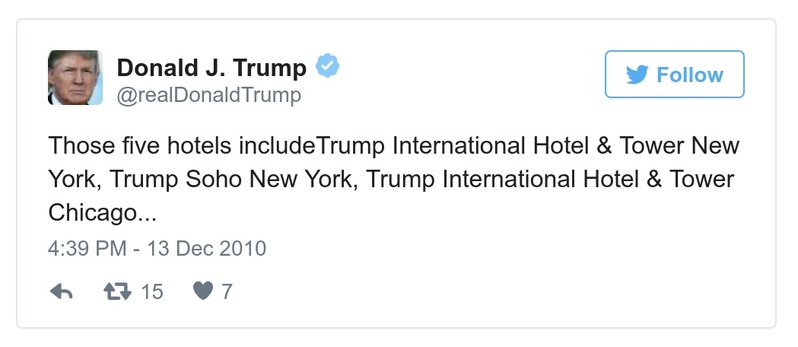 Donald J. Trump
@realDonaldTrump
Follow
Those five hotels includeTrump International Hotel & Tower New
York, Trump Soho New York, Trump International Hotel & Tower
Chicago...
4:39 PM - 13 Dec 2010
15 7